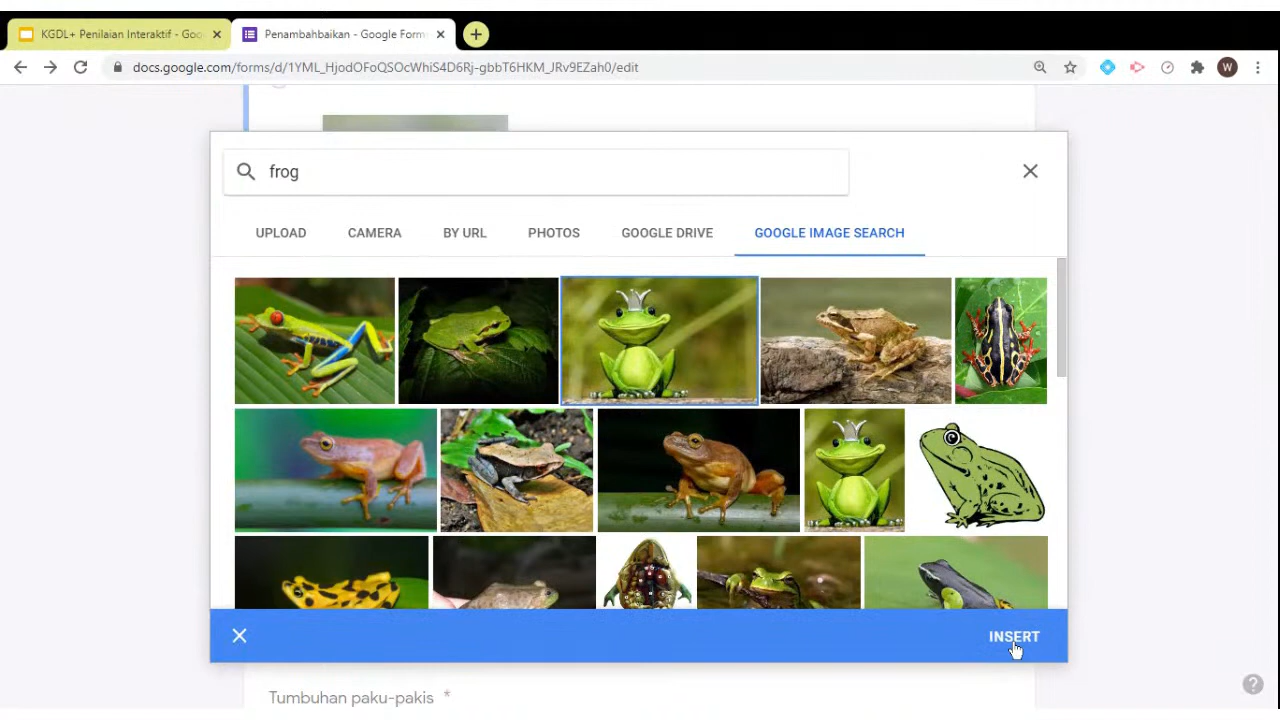 KGDL+ Penilaian Interaktif - Goo
Penambahbaikan - Google Form
docs.google.com/forms/d/1YML_HjodOFoQSOcWhiS4D6Rj-gbbT6HKM_JRv9EZah0/edit
W
frog
UPLOAD CAMERA BY URL PHOTOS GOOGLE DRIVE GOOGLE IMAGE SEARCH
INSERT
Tumbuhan paku-pakis *